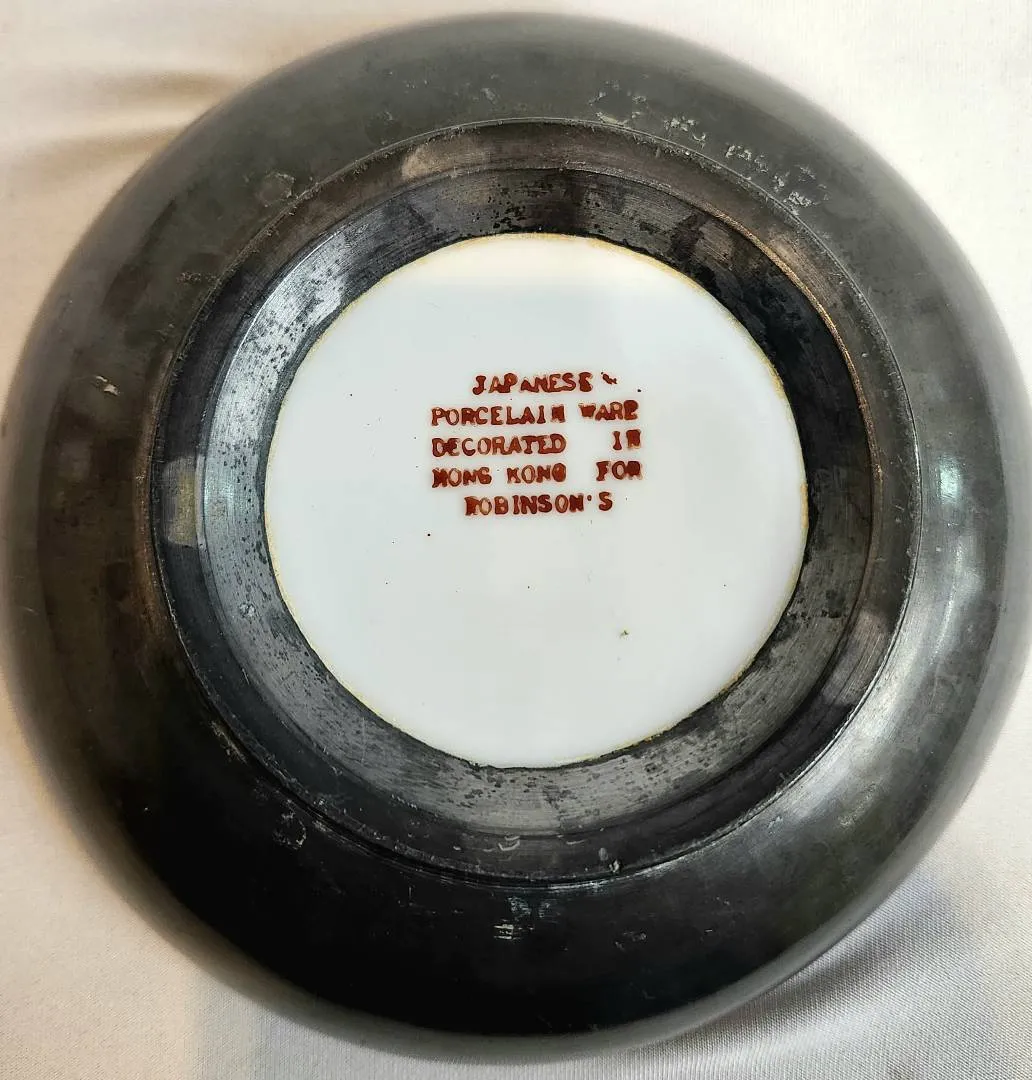 JAPANESE
PORCELAIN WARE
DECORATED IN
HONG KONG FOR
ROBINSON'S